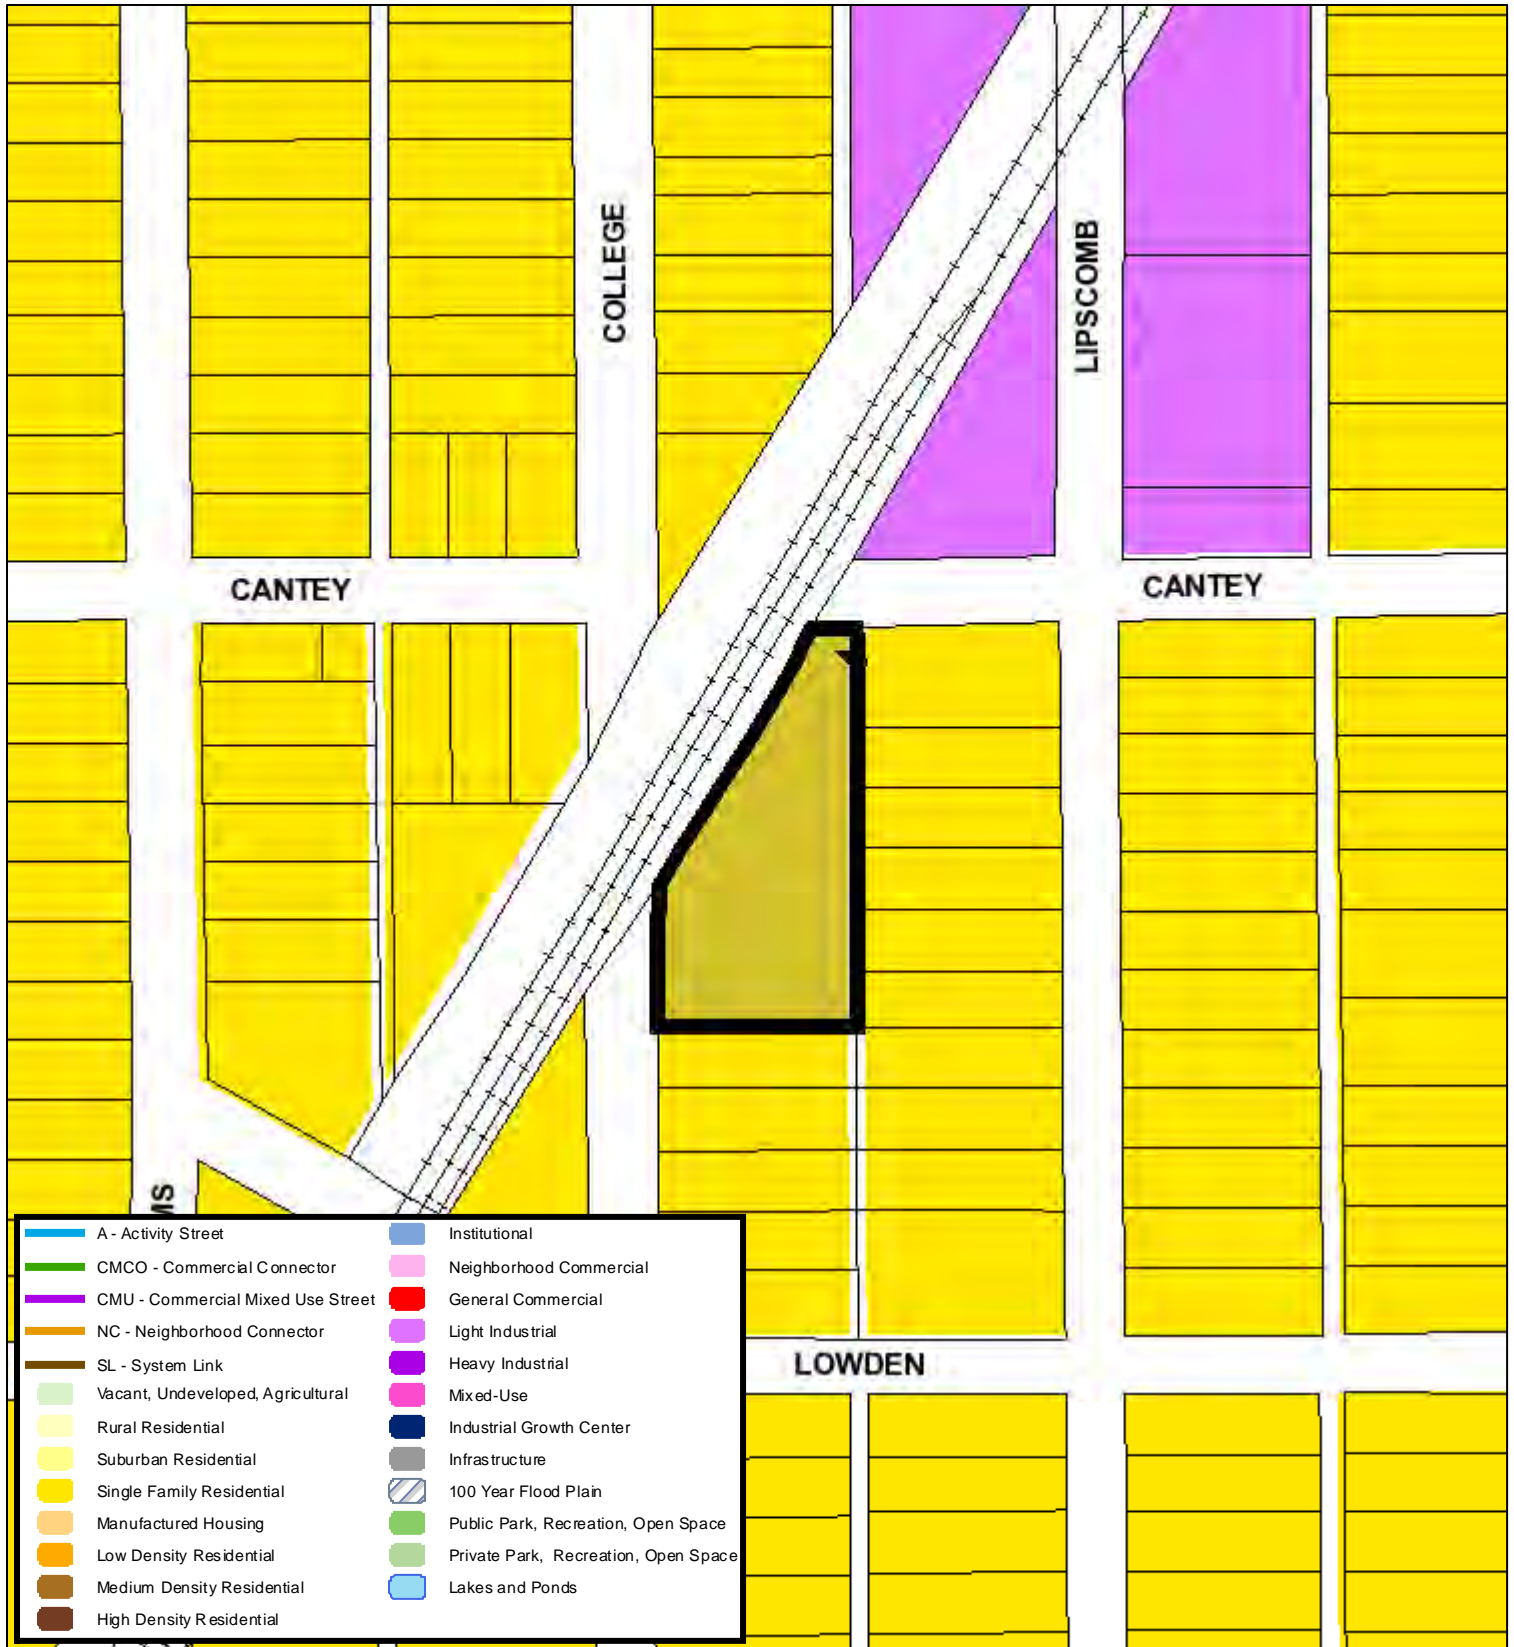 COLLEGE
LIPSCOMB
CANTEY
CANTEY
MS
LOWDEN
A - Activity Street
CMCO - Commercial Connector
CMU - Commercial Mixed Use Street
NC - Neighborhood Connector
SL - System Link
Vacant, Undeveloped, Agricultural
Rural Residential
Suburban Residential
Single Family Residential
Manufactured Housing
Low Density Residential
Medium Density Residential
High Density Residential
Institutional
Neighborhood Commercial
General Commercial
Light Industrial
Heavy Industrial
Mixed-Use
Industrial Growth Center
Infrastructure
100 Year Flood Plain
Public Park, Recreation, Open Space
Private Park, Recreation, Open Space
Lakes and Ponds